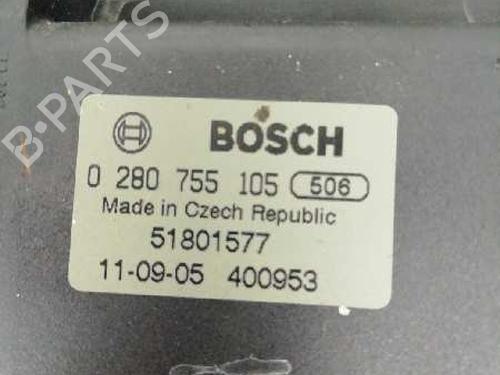 B-PARTS
BOSCH
0 280 755 105 506
Made in Czech Republic
51801577
11-09-05 400953